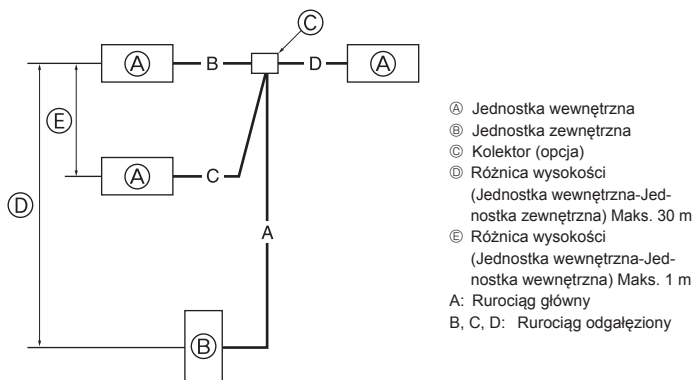 Ⓒ
Ⓐ B D Ⓐ
Ⓔ
Ⓐ C
Ⓓ
A
Ⓑ
Ⓐ Jednostka wewnętrzna
Ⓑ Jednostka zewnętrzna
Ⓒ Kolektor (opcja)
Ⓓ Różnica wysokości
(Jednostka wewnętrzna-Jed-
nostka zewnętrzna) Maks. 30 m
Ⓔ Różnica wysokości
(Jednostka wewnętrzna-Jed-
nostka wewnętrzna) Maks. 1 m
A: Rurociąg główny
B, C, D: Rurociąg odgałęziony